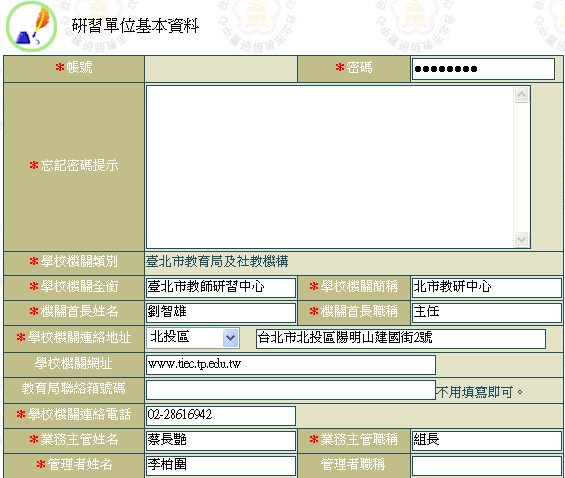 研習單位基本資料
*帳號 *密碼 ●●●●●●●●
*忘記密碼提示
*學校機關類別 臺北市教育局及社教機構
*學校機關全銜 臺北市教師研習中心 *學校機關簡稱 北市教研中心
*機關首長姓名 劉智雄 *機關首長職稱 主任
*學校機關連絡地址 北投區 台北市北投區陽明山建國街2號
學校機關網址 www.tiec.tp.edu.tw
教育局聯絡箱號碼 不用填寫即可。
*學校機關連絡電話 02-28616942
*業務主管姓名 蔡長艷 *業務主管職稱 組長
*管理者姓名 李柏圍 管理者職稱